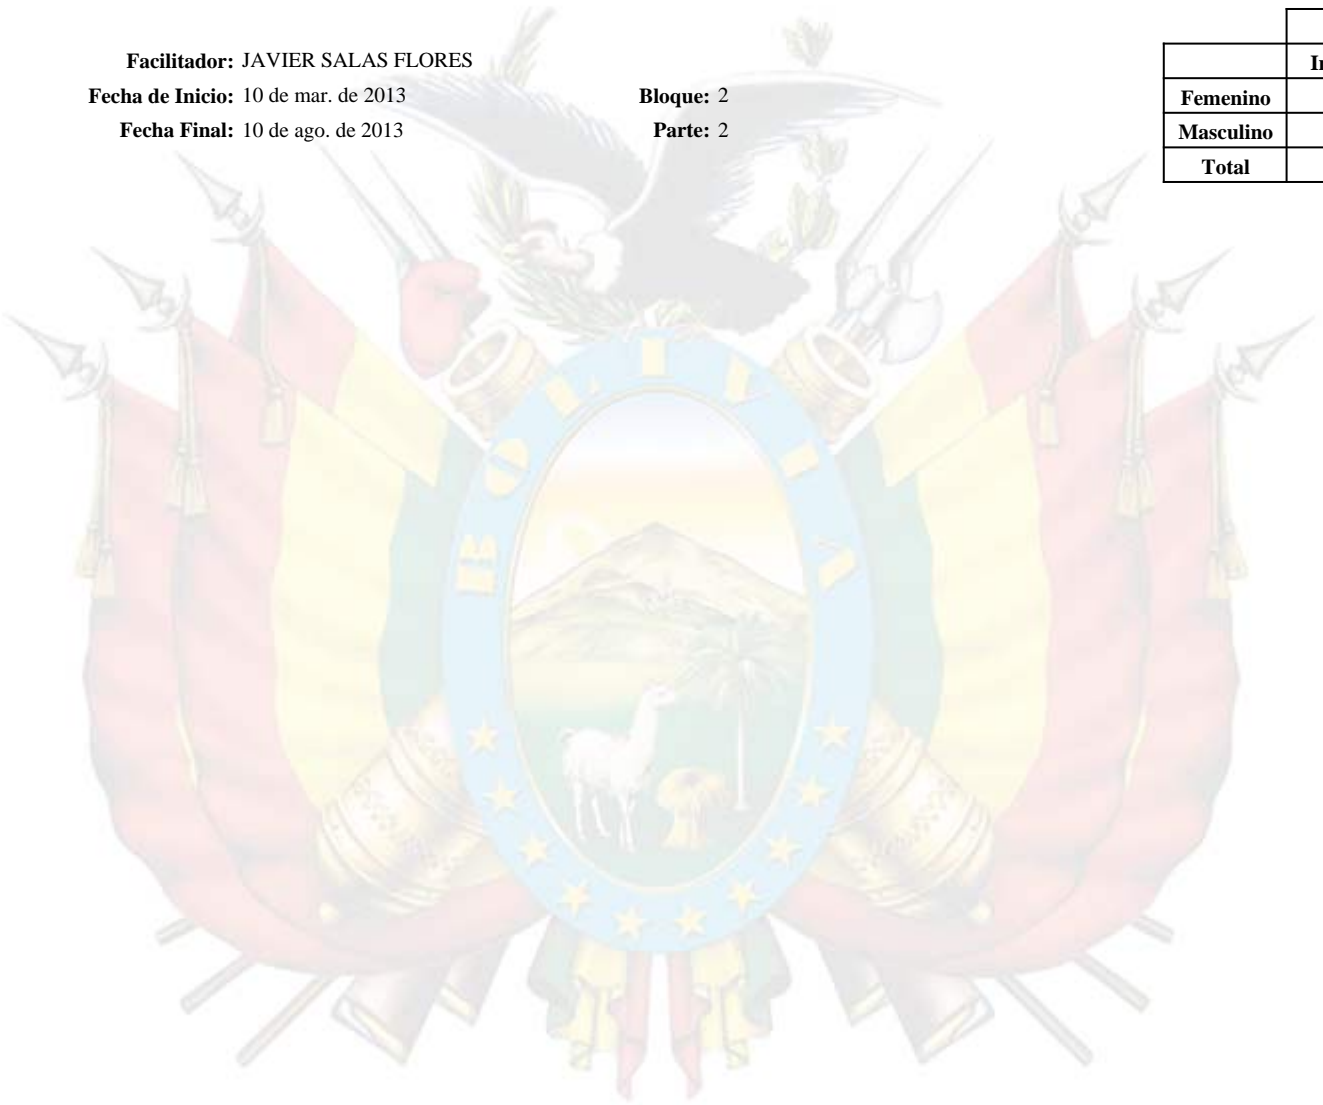 Facilitador: JAVIER SALAS FLORES
Fecha de Inicio: 10 de mar. de 2013 Bloque: 2
Fecha Final: 10 de ago. de 2013 Parte: 2
Femenino
Masculino
Total
BOLIVIA